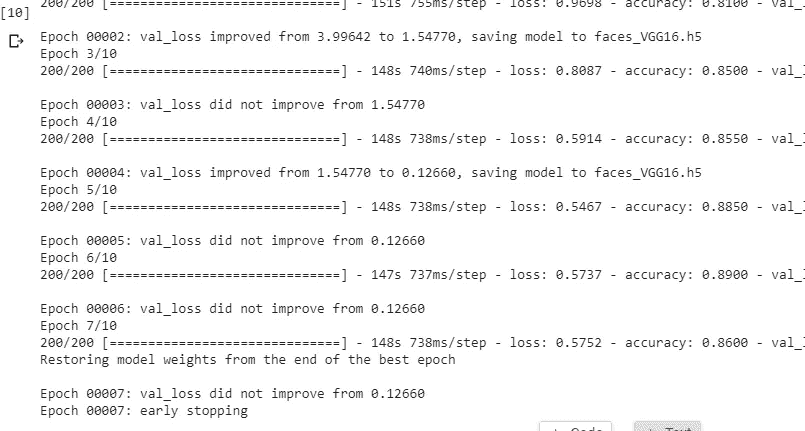 200/200 [==============================] - 151s 755ms/step - loss: 0.9698 - accuracy: 0.8100 - val_l
[10]
Epoch 00002: val_loss improved from 3.99642 to 1.54770, saving model to faces_VGG16.h5
Epoch 3/10
200/200 [==============================] - 148s 740ms/step - loss: 0.8087 - accuracy: 0.8500 - val_l
Epoch 00003: val_loss did not improve from 1.54770
Epoch 4/10
200/200 [==============================] - 148s 738ms/step - loss: 0.5914 - accuracy: 0.8550 - val_l
Epoch 00004: val_loss improved from 1.54770 to 0.12660, saving model to faces_VGG16.h5
Epoch 5/10
200/200 [==============================] - 148s 738ms/step - loss: 0.5467 - accuracy: 0.8850 - val_l
Epoch 00005: val_loss did not improve from 0.12660
Epoch 6/10
200/200 [==============================] - 147s 737ms/step - loss: 0.5737 - accuracy: 0.8900 - val_l
Epoch 00006: val_loss did not improve from 0.12660
Epoch 7/10
200/200 [==============================] - 148s 738ms/step - loss: 0.5752 - accuracy: 0.8600 - val_l
Restoring model weights from the end of the best epoch
Epoch 00007: val_loss did not improve from 0.12660
Epoch 00007: early stopping
+ Code + Text